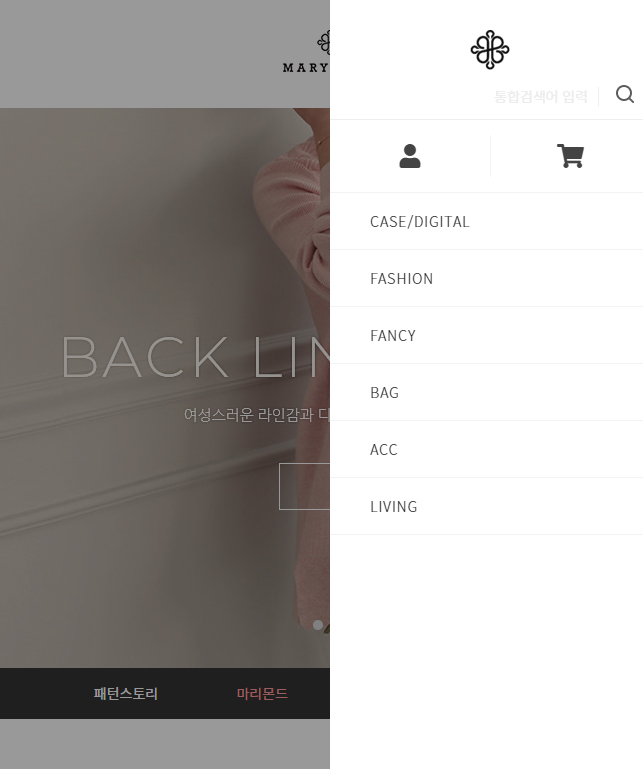 MARY
통합검색어 입력
CASE/DIGITAL
FASHION
FANCY
BAG
ACC
LIVING
BACK LIN
여성스러운 라인감과 디
패턴스토리
마리몬드